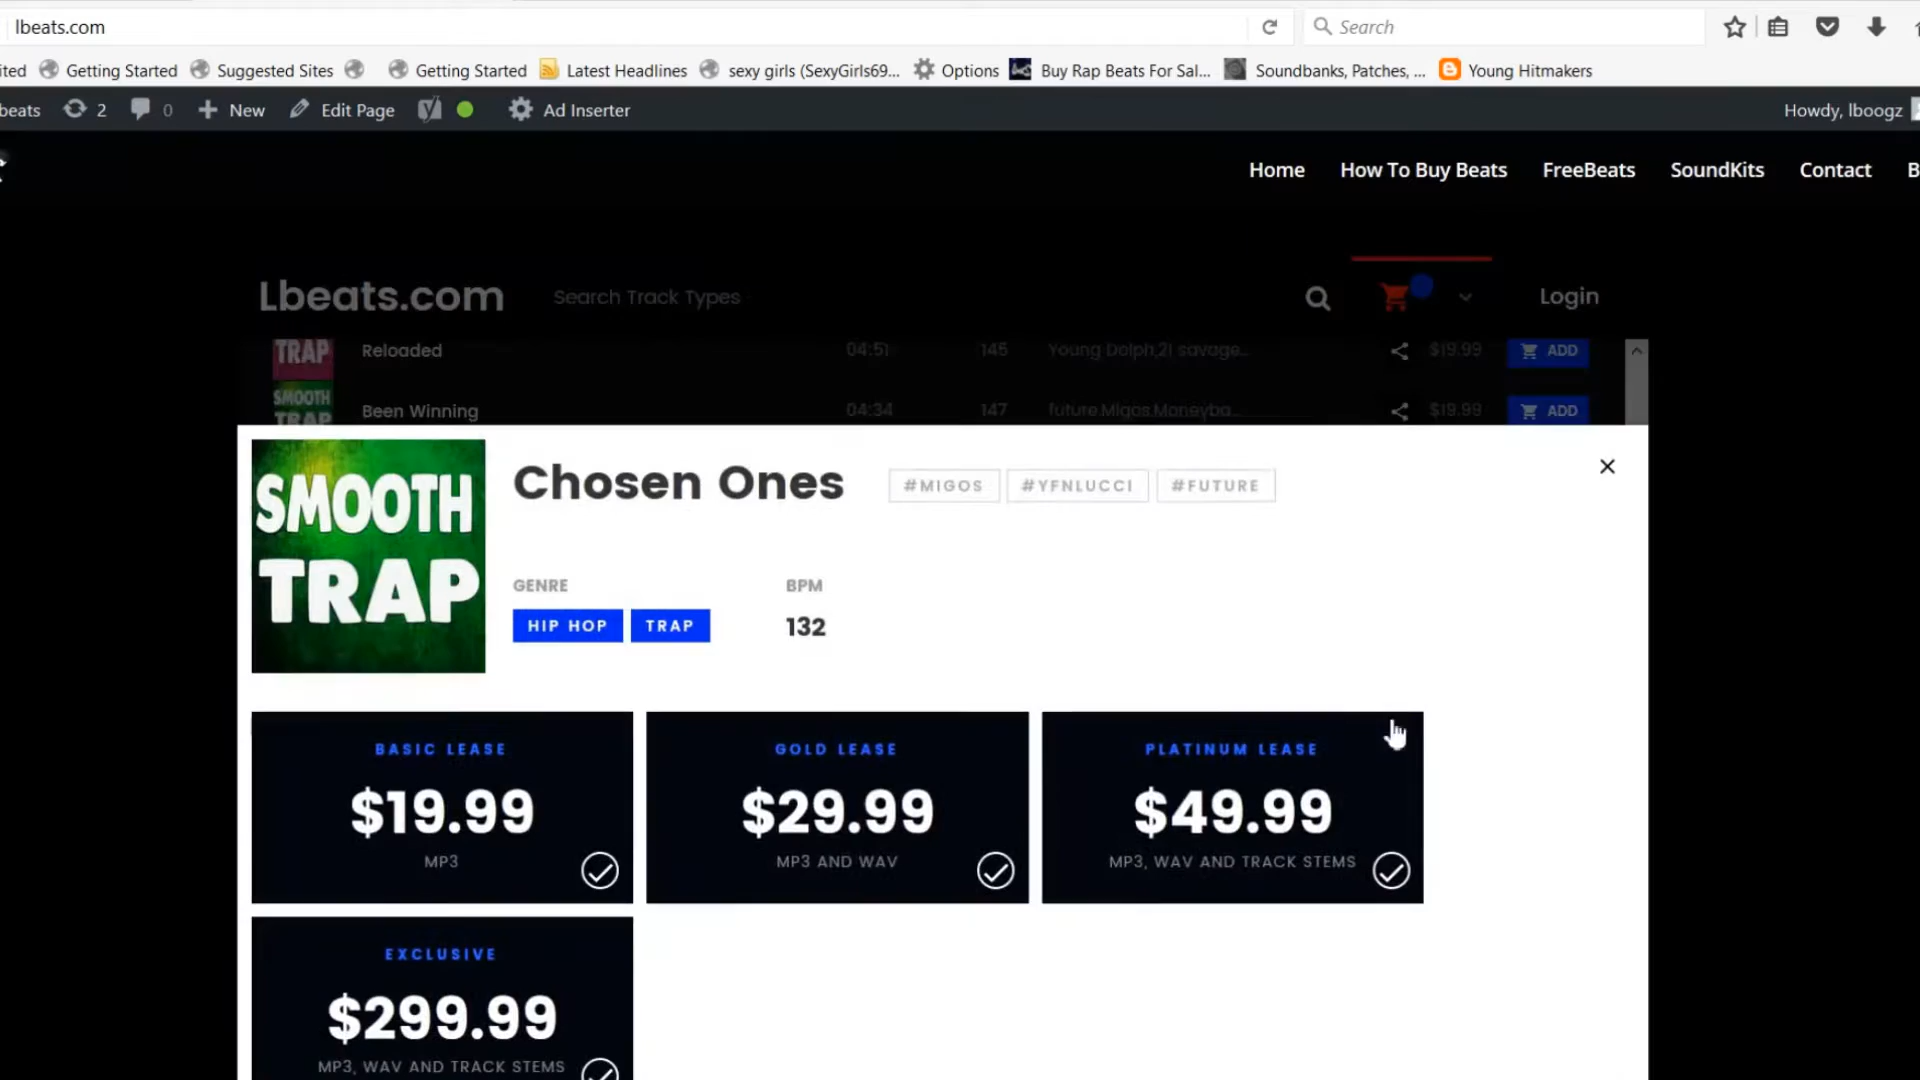 lbeats.com
Search
ited Getting Started Suggested Sites Getting Started Latest Headlines sexy girls (SexyGirls69... Options Buy Rap Beats For Sal... Soundbanks, Patches, ... Young Hitmakers
beats 2 0 New Edit Page Ad Inserter Howdy, lboogz
Home How To Buy Beats FreeBeats SoundKits Contact B
Lbeats.com Search Track Types Login
TRAP Reloaded 04:51 145 Young Dolph,21 savage... $19.99 ADD
SMOOTH TRAP Been Winning 04:34 147 future,Migos,Moneyba... $19.99 ADD
SMOOTH
TRAP
Chosen Ones #MIGOS #YFNLUCCI #FUTURE
GENRE BPM
HIP HOP TRAP 132
BASIC LEASE
$19.99
MP3
GOLD LEASE
$29.99
MP3 AND WAV
PLATINUM LEASE
$49.99
MP3, WAV AND TRACK STEMS
EXCLUSIVE
$299.99
MP3, WAV AND TRACK STEMS